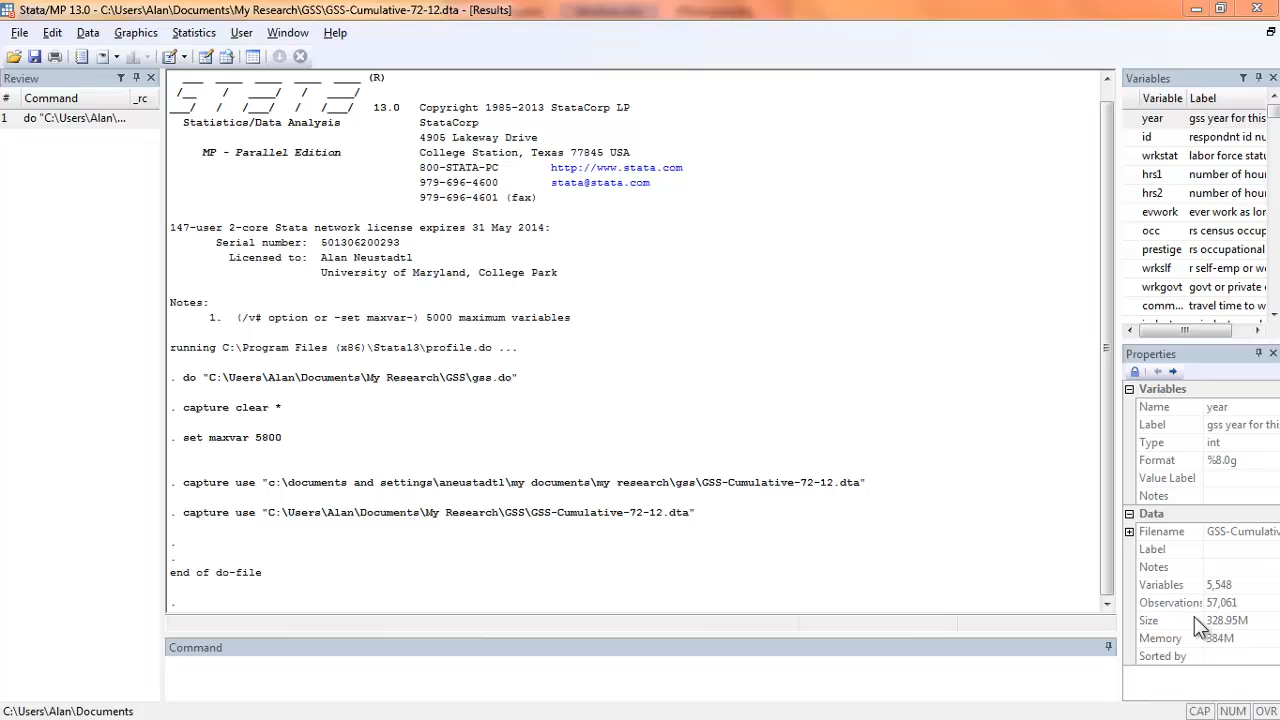 Stata/MP 13.0 - C:\Users\Alan\Documents\My Research\GSS\GSS-Cumulative-72-12.dta - [Results]
File Edit Data Graphics Statistics User Window Help
Review
# Command _rc
1 do "C:\Users\Alan\...
(R)
13.0 Copyright 1985-2013 StataCorp LP
Statistics/Data Analysis StataCorp
4905 Lakeway Drive
MP - Parallel Edition College Station, Texas 77845 USA
800-STATA-PC http://www.stata.com
979-696-4600 stata@stata.com
979-696-4601 (fax)
147-user 2-core Stata network license expires 31 May 2014:
Serial number: 501306200293
Licensed to: Alan Neustadtl
University of Maryland, College Park
Notes:
1. (/v# option or -set maxvar-) 5000 maximum variables
running C:\Program Files (x86)\Stata13\profile.do ...
. do "C:\Users\Alan\Documents\My Research\GSS\gss.do"
. capture clear *
. set maxvar 5800
. capture use "c:\documents and settings\aneustadtl\my documents\my research\gss\GSS-Cumulative-72-12.dta"
. capture use "C:\Users\Alan\Documents\My Research\GSS\GSS-Cumulative-72-12.dta"
.
.
end of do-file
.
Command
Variables
Variable Label
year gss year for this
id respondnt id nu
wrkstat labor force statu
hrs1 number of hour
hrs2 number of hour
evwork ever work as lon
occ rs census occup
prestige rs occupational
wrkslf r self-emp or wo
wrkgovt govt or private e
comm... travel time to w
Properties
Variables
Name year
Label gss year for this
Type int
Format %8.0g
Value Label
Notes
Data
Filename GSS-Cumulativ
Label
Notes
Variables 5,548
Observations 57,061
Size 328.95M
Memory 384M
Sorted by
C:\Users\Alan\Documents
CAP NUM OVR